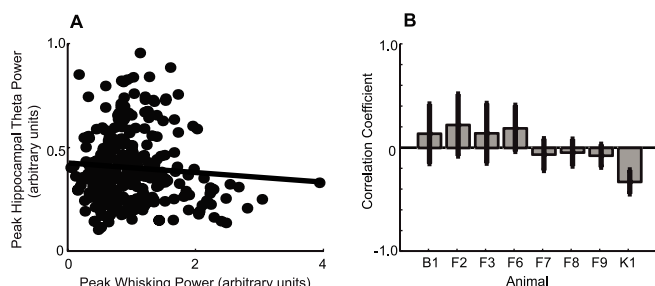 A
B
Peak Hippocampal Theta Power
(arbitrary units)
1.0
0.5
0
0
2
4
Peak Whisking Power (arbitrary units)
Correlation Coefficient
1.0
0
-1.0
B1 F2 F3 F6 F7 F8 F9 K1
Animal